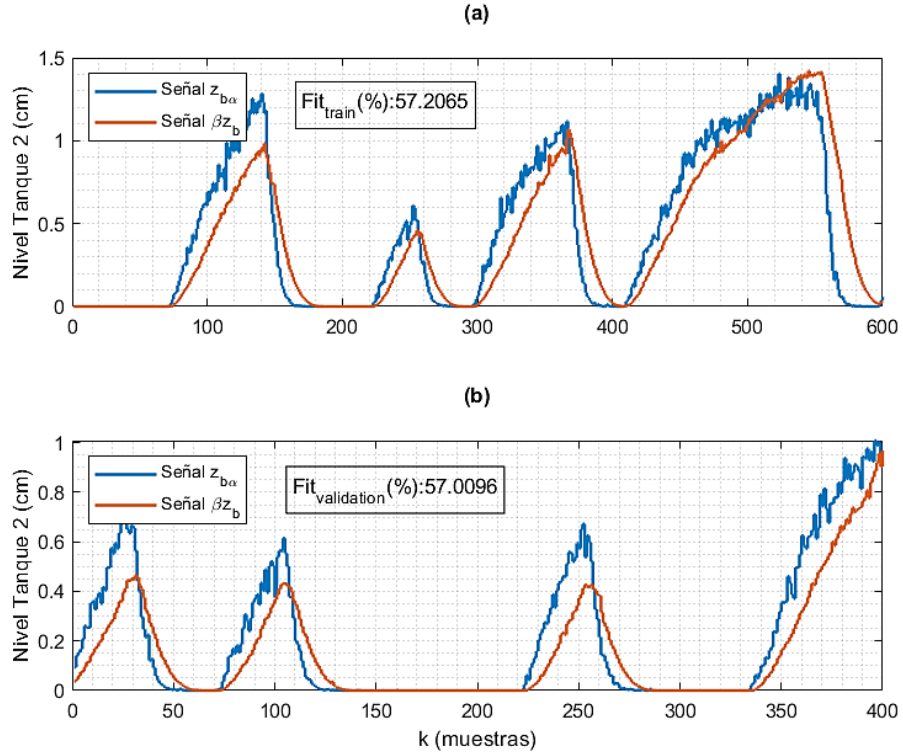 (a)
Nivel Tanque 2 (cm)
1.5
1
0.5
0
Señal z_bα
Señal βz_b
Fit_train(%):57.2065
0 100 200 300 400 500 600
(b)
Nivel Tanque 2 (cm)
1
0.8
0.6
0.4
0.2
0
Señal z_bα
Señal βz_b
Fit_validation(%):57.0096
0 50 100 150 200 250 300 350 400
k (muestras)